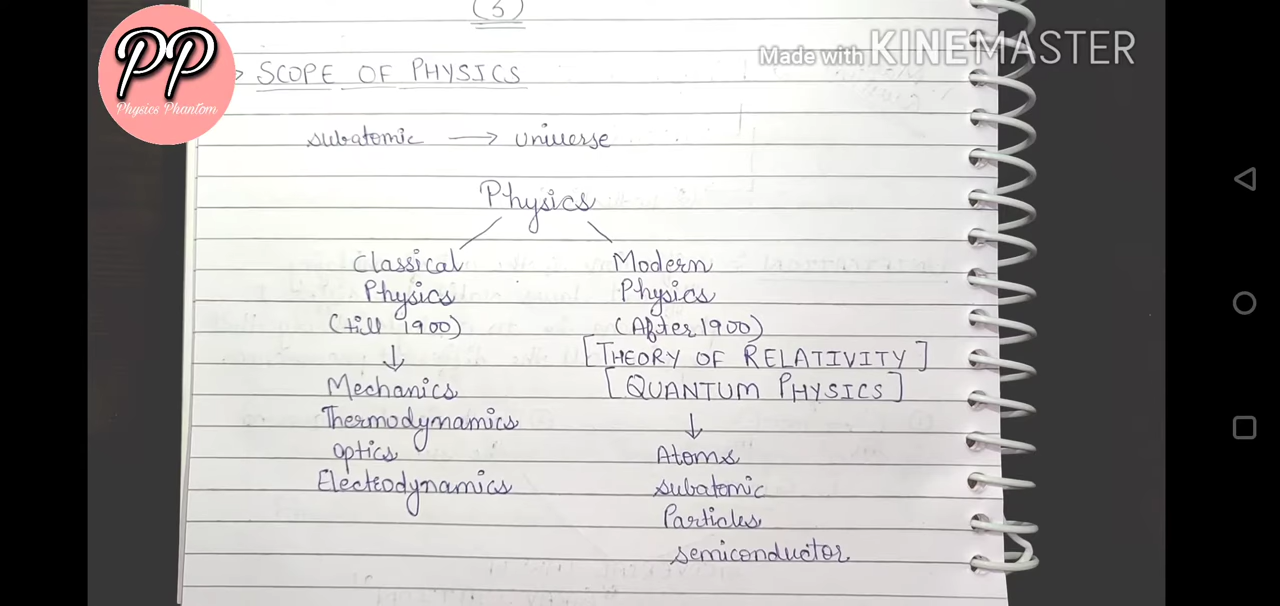 (3)
PP
Physics Phantom
Made with KINEMASTER
SCOPE OF PHYSICS
subatomic → universe
Physics
Classical Physics (till 1900)
↓
Mechanics
Thermodynamics
optics
Electrodynamics
Modern Physics (After 1900)
[THEORY OF RELATIVITY]
[QUANTUM PHYSICS]
↓
Atoms
subatomic
Particles
semiconductor